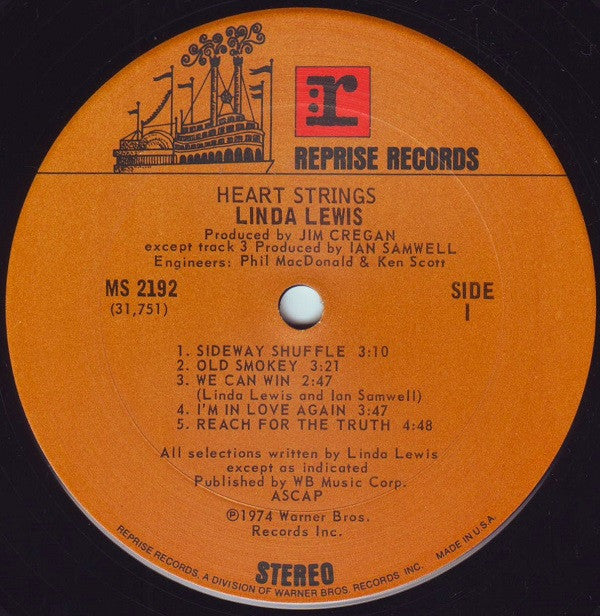 r
REPRISE RECORDS
HEART STRINGS
LINDA LEWIS
Produced by JIM CREGAN
except track 3 Produced by IAN SAMWELL
Engineers: Phil MacDonald & Ken Scott
MS 2192
(31,751)
SIDE
1
1. SIDEWAY SHUFFLE 3:10
2. OLD SMOKEY 3:21
3. WE CAN WIN 2:47
(Linda Lewis and Ian Samwell)
4. I'M IN LOVE AGAIN 3:47
5. REACH FOR THE TRUTH 4:48
All selections written by Linda Lewis
except as indicated
Published by WB Music Corp.
ASCAP
℗1974 Warner Bros.
Records Inc.
STEREO
REPRISE RECORDS, A DIVISION OF WARNER BROS. RECORDS INC. MADE IN U.S.A.